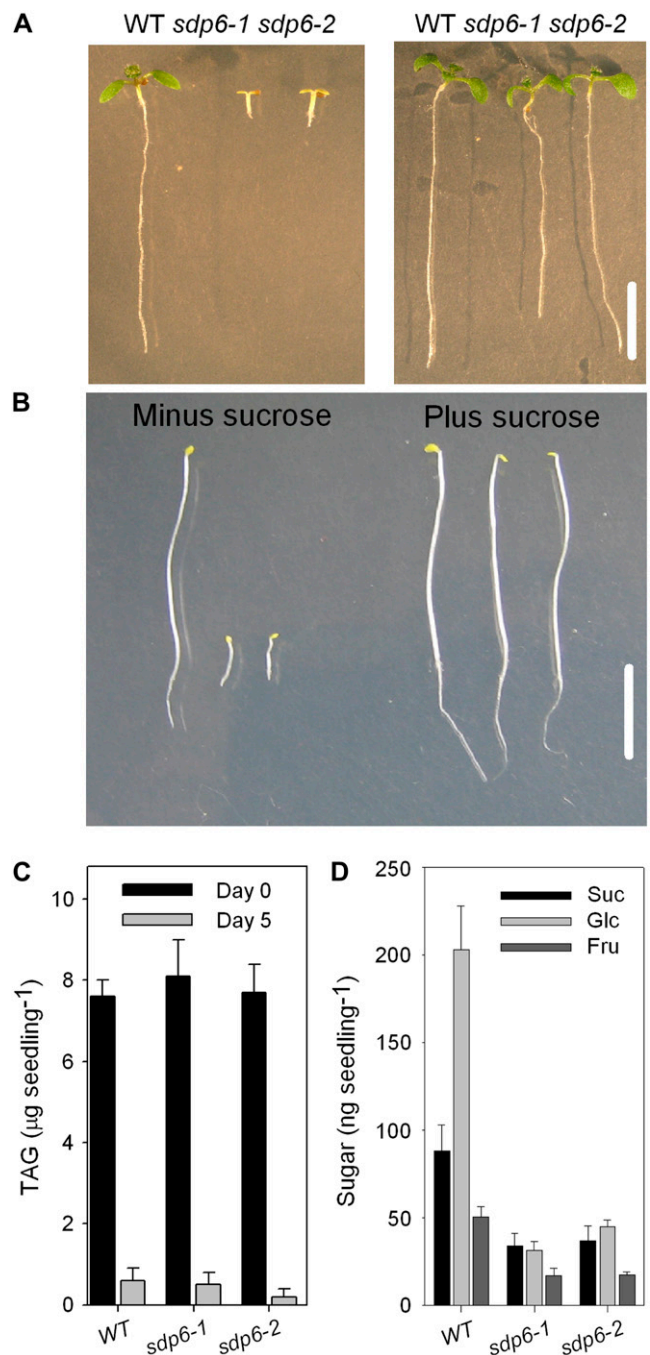 A
WT sdp6-1 sdp6-2
WT sdp6-1 sdp6-2
B
Minus sucrose
Plus sucrose
C
Day 0
Day 5
TAG (µg seedling-1)
10
8
6
4
2
0
WT
sdp6-1
sdp6-2
D
Suc
Glc
Fru
Sugar (ng seedling-1)
250
200
150
100
50
0
WT
sdp6-1
sdp6-2